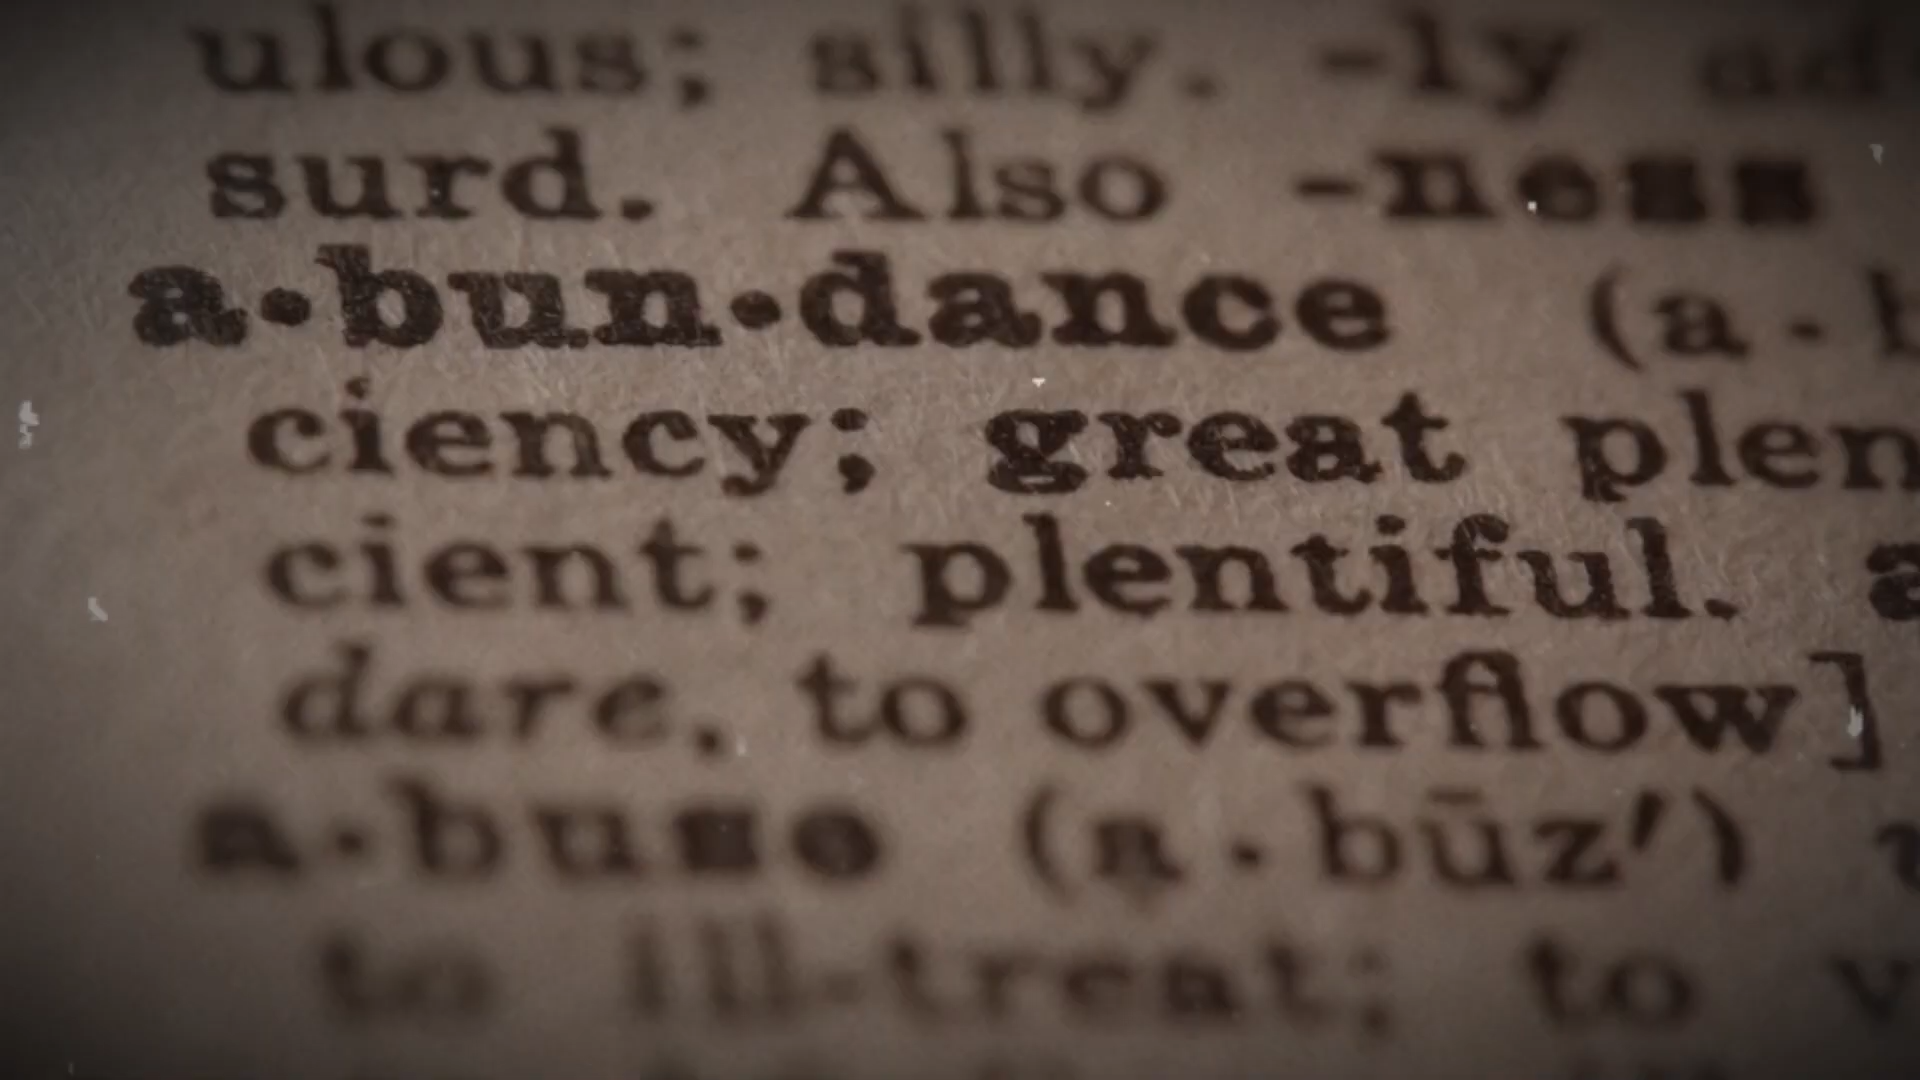 ulous; silly. -ly ad
surd. Also -ness
a·bun·dance (a·b
ciency; great plen
cient; plentiful. a
dare, to overflow]
a·buse (a·būz′) v
to ill-treat; to v